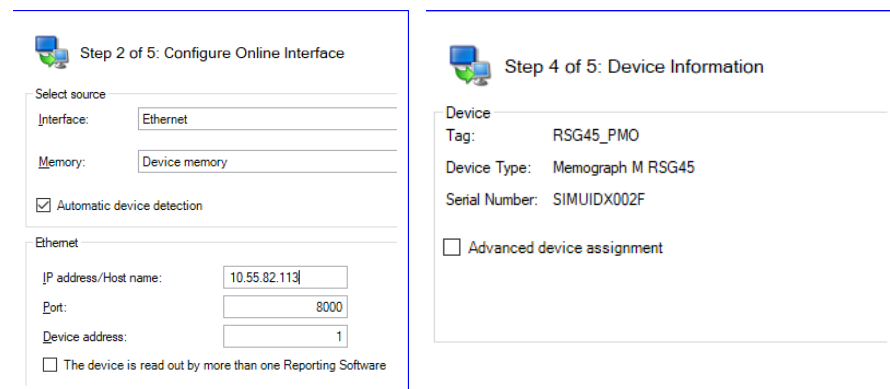 Step 2 of 5: Configure Online Interface
Select source
Interface: Ethernet
Memory: Device memory
Automatic device detection
Ethernet
IP address/Host name: 10.55.82.113
Port: 8000
Device address: 1
The device is read out by more than one Reporting Software
Step 4 of 5: Device Information
Device
Tag: RSG45_PMO
Device Type: Memograph M RSG45
Serial Number: SIMUIDX002F
Advanced device assignment